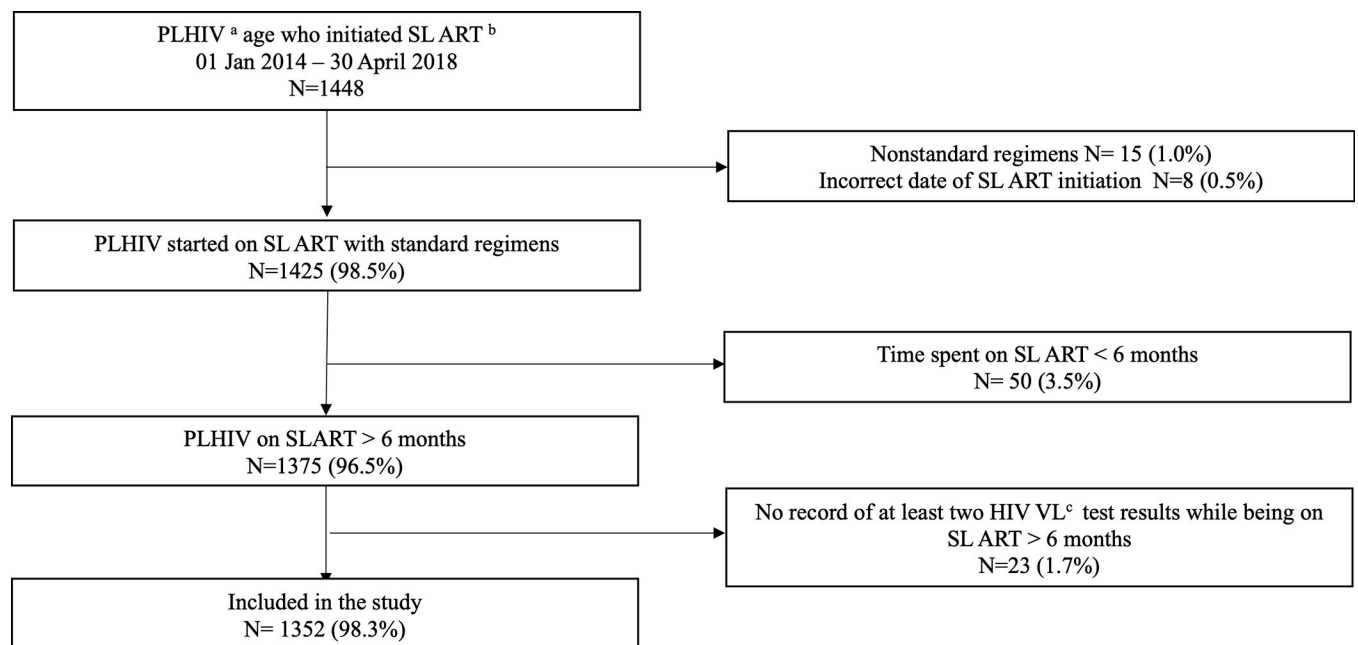 PLHIV ᵃ age who initiated SL ART ᵇ
01 Jan 2014 – 30 April 2018
N=1448
Nonstandard regimens N= 15 (1.0%)
Incorrect date of SL ART initiation N=8 (0.5%)
PLHIV started on SL ART with standard regimens
N=1425 (98.5%)
Time spent on SL ART < 6 months
N= 50 (3.5%)
PLHIV on SLART > 6 months
N=1375 (96.5%)
No record of at least two HIV VLᶜ test results while being on
SL ART > 6 months
N=23 (1.7%)
Included in the study
N= 1352 (98.3%)